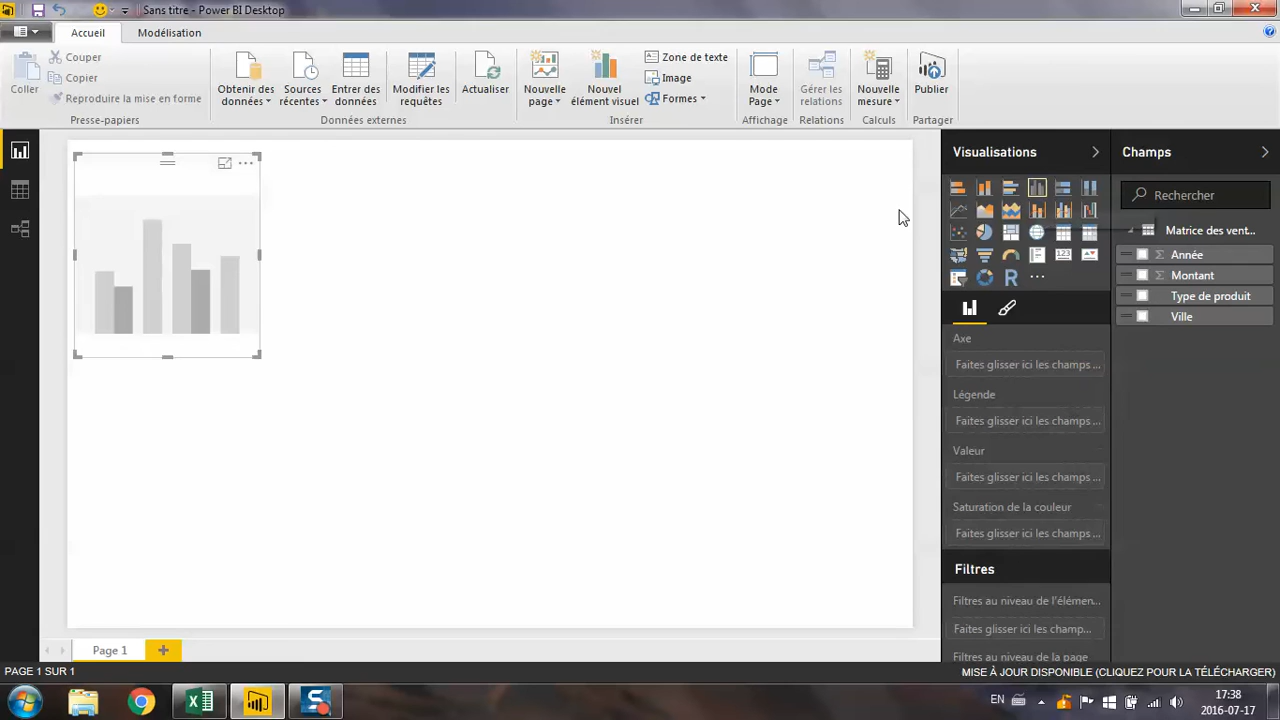 Sans titre - Power BI Desktop
Accueil
Modélisation
Coller
Couper
Copier
Reproduire la mise en forme
Presse-papiers
Obtenir des données
Sources récentes
Entrer des données
Modifier les requêtes
Actualiser
Données externes
Nouvelle page
Nouvel élément visuel
Zone de texte
Image
Formes
Insérer
Mode Page
Affichage
Gérer les relations
Relations
Nouvelle mesure
Calculs
Publier
Partager
Visualisations
Champs
Rechercher
Matrice des vent...
Année
Montant
Type de produit
Ville
R
123
Axe
Faites glisser ici les champs ...
Légende
Faites glisser ici les champs ...
Valeur
Faites glisser ici les champs ...
Saturation de la couleur
Faites glisser ici les champs ...
Filtres
Filtres au niveau de l'élémen...
Faites glisser ici les champ...
Filtres au niveau de la page
Page 1
PAGE 1 SUR 1
MISE À JOUR DISPONIBLE (CLIQUEZ POUR LA TÉLÉCHARGER)
EN
17:38
2016-07-17